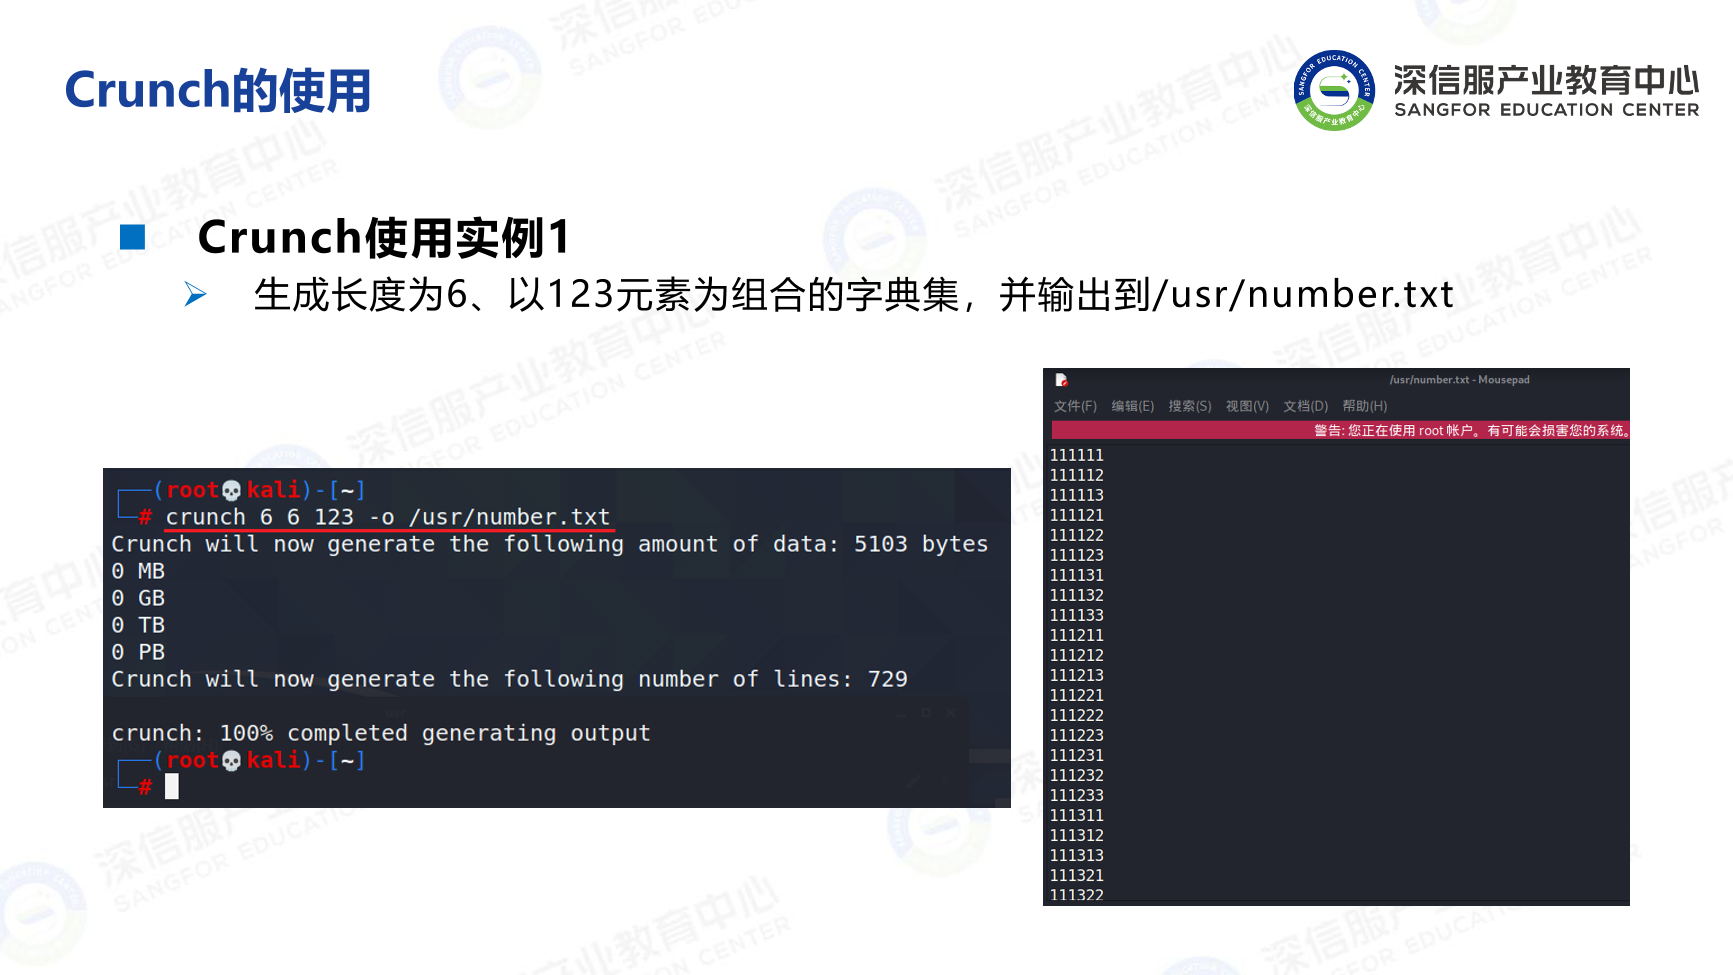 Crunch的使用
深信服产业教育中心
SANGFOR EDUCATION CENTER
Crunch使用实例1
生成长度为6、以123元素为组合的字典集，并输出到/usr/number.txt
(root💀kali)-[~]
# crunch 6 6 123 -o /usr/number.txt
Crunch will now generate the following amount of data: 5103 bytes
0 MB
0 GB
0 TB
0 PB
Crunch will now generate the following number of lines: 729
crunch: 100% completed generating output
(root💀kali)-[~]
#
/usr/number.txt - Mousepad
文件(F) 编辑(E) 搜索(S) 视图(V) 文档(D) 帮助(H)
警告: 您正在使用 root 帐户。有可能会损害您的系统。
111111
111112
111113
111121
111122
111123
111131
111132
111133
111211
111212
111213
111221
111222
111223
111231
111232
111233
111311
111312
111313
111321
111322